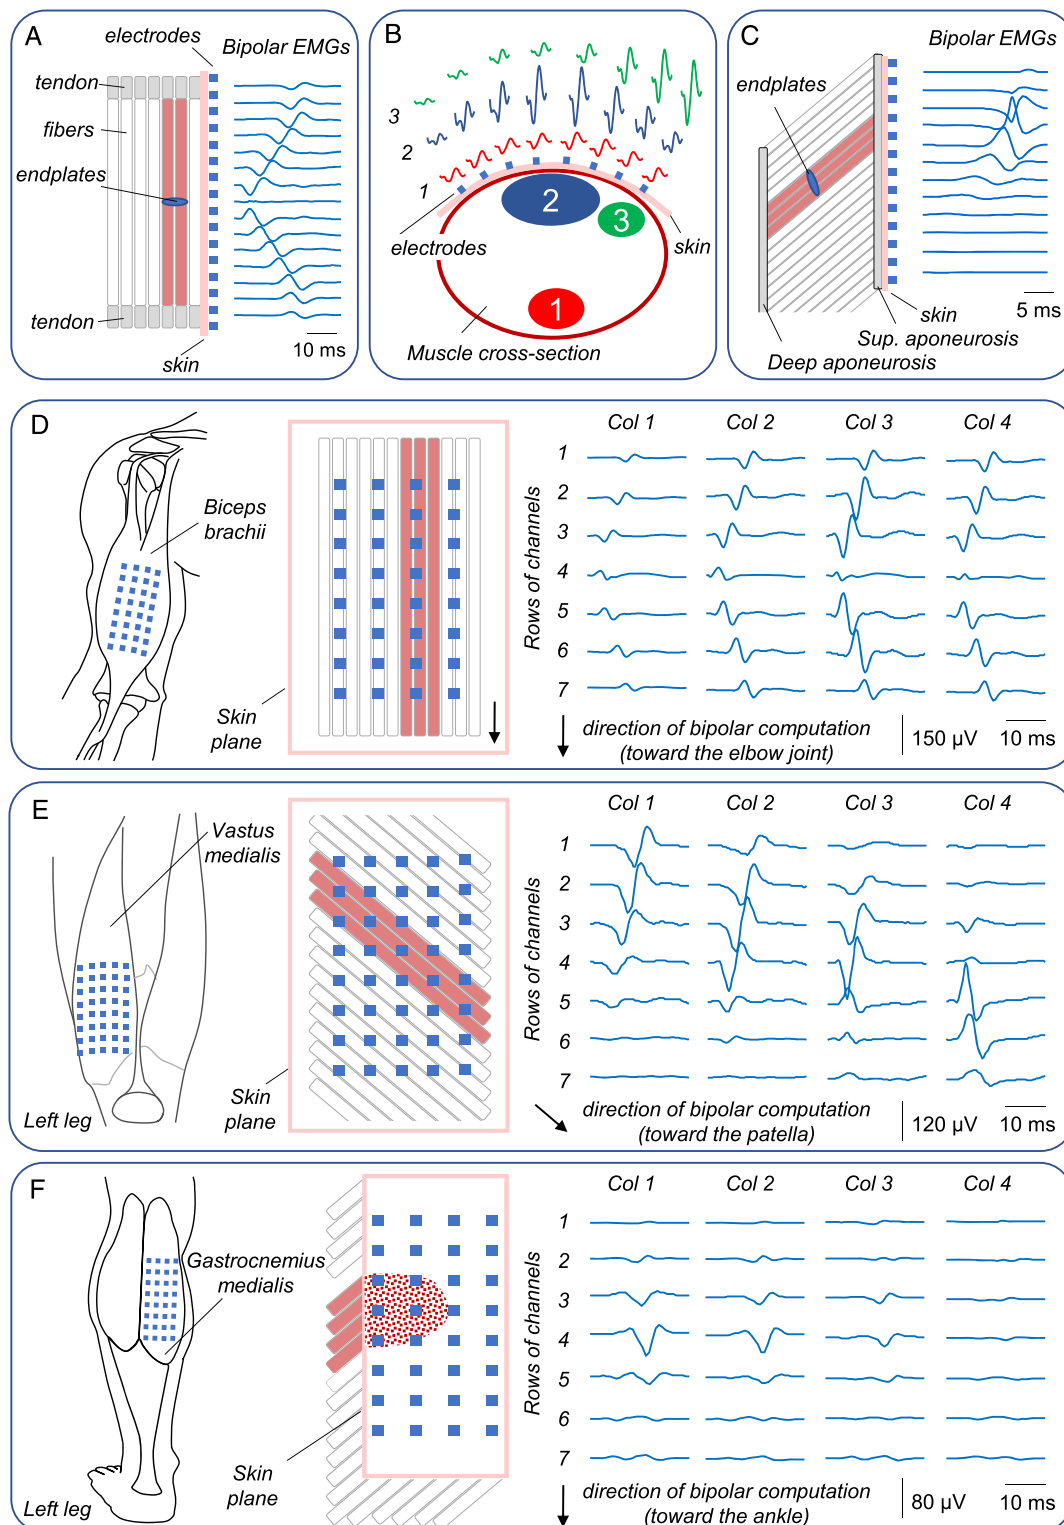 A
electrodes
Bipolar EMGs
tendon
fibers
endplates
tendon
skin
10 ms
B
3
2
1
2
3
1
electrodes
skin
Muscle cross-section
C
Bipolar EMGs
endplates
skin
Sup. aponeurosis
Deep aponeurosis
5 ms
D
Biceps
brachii
Skin
plane
Rows of channels
Col 1 Col 2 Col 3 Col 4
1
2
3
4
5
6
7
direction of bipolar computation
(toward the elbow joint)
150 µV 10 ms
E
Vastus
medialis
Left leg
Skin
plane
Rows of channels
Col 1 Col 2 Col 3 Col 4
1
2
3
4
5
6
7
direction of bipolar computation
(toward the patella)
120 µV 10 ms
F
Gastrocnemius
medialis
Left leg
Skin
plane
Rows of channels
Col 1 Col 2 Col 3 Col 4
1
2
3
4
5
6
7
direction of bipolar computation
(toward the ankle)
80 µV 10 ms